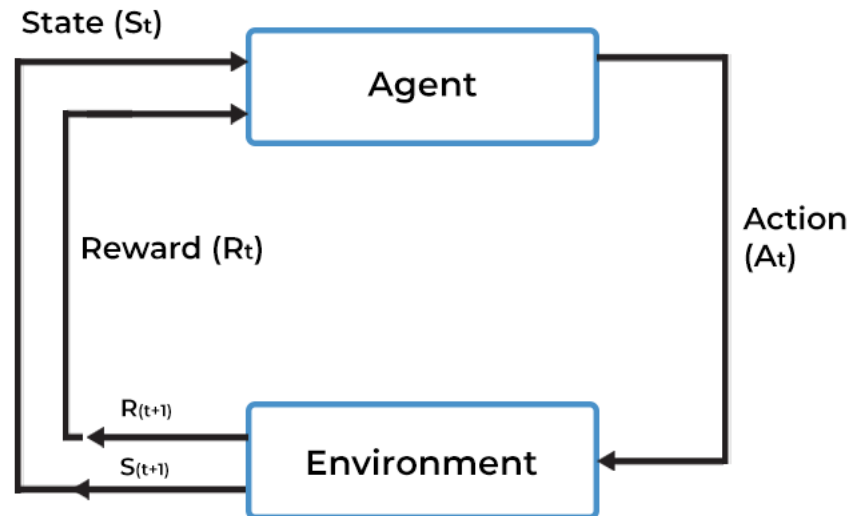 State (St)
Agent
Reward (Rt)
Action
(At)
R(t+1)
S(t+1)
Environment